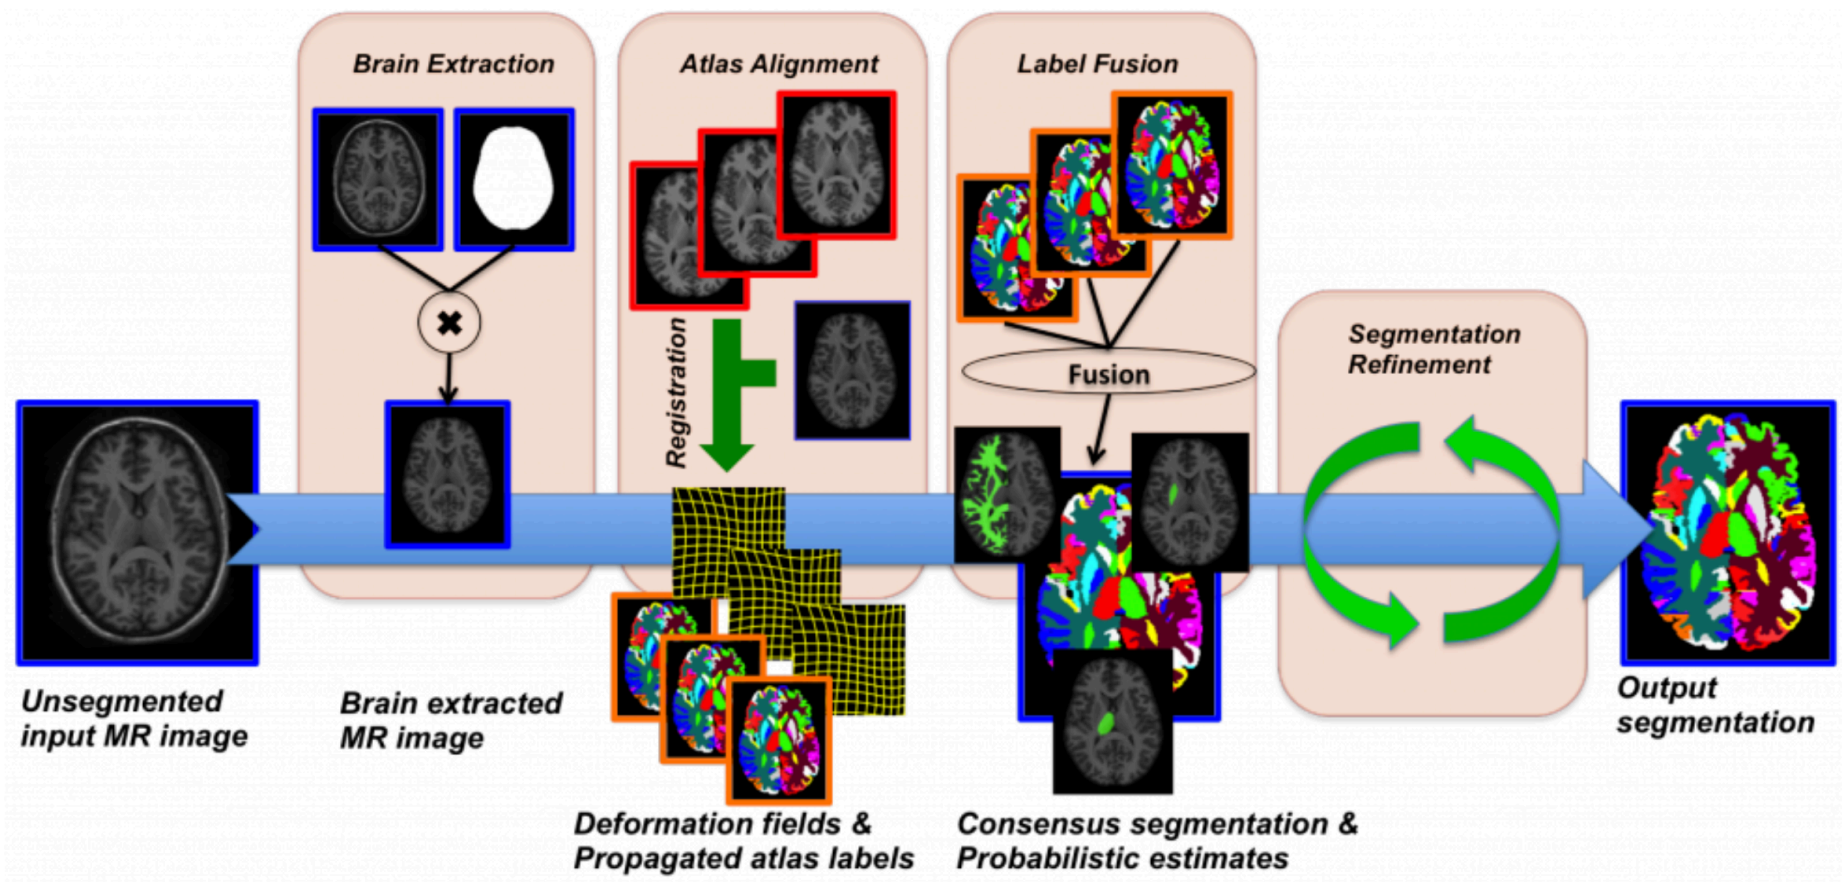 Brain Extraction
Atlas Alignment
Label Fusion
Registration
Fusion
Segmentation
Refinement
Unsegmented
input MR image
Brain extracted
MR image
Deformation fields &
Propagated atlas labels
Consensus segmentation &
Probabilistic estimates
Output
segmentation